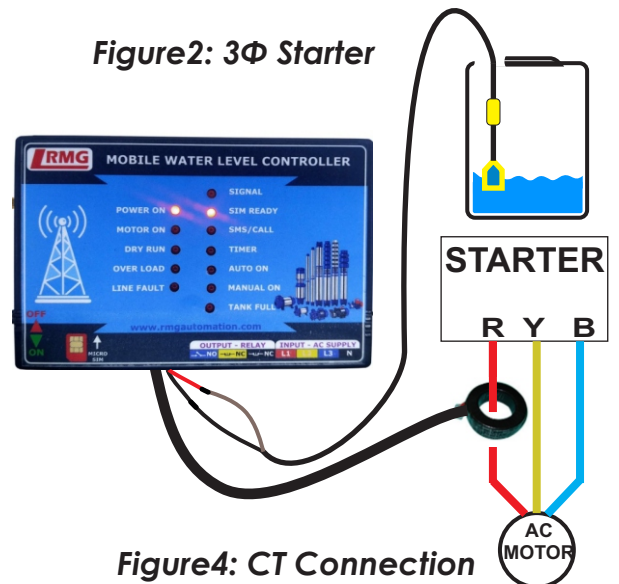 Figure2: 3Φ Starter
RMG
MOBILE WATER LEVEL CONTROLLER
SIGNAL
POWER ON
SIM READY
MOTOR ON
SMS/CALL
DRY RUN
TIMER
OVER LOAD
AUTO ON
LINE FAULT
MANUAL ON
TANK FULL
OFF
ON
MICRO
SIM
www.rmgautomation.com
OUTPUT - RELAY
INPUT - AC SUPPLY
NO
NC
NC
L1
L2
L3
N
STARTER
R Y B
AC
MOTOR
Figure4: CT Connection